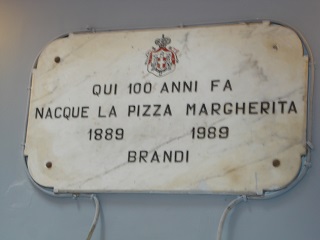 QUI 100 ANNI FA
NACQUE LA PIZZA MARGHERITA
1889 1989
BRANDI